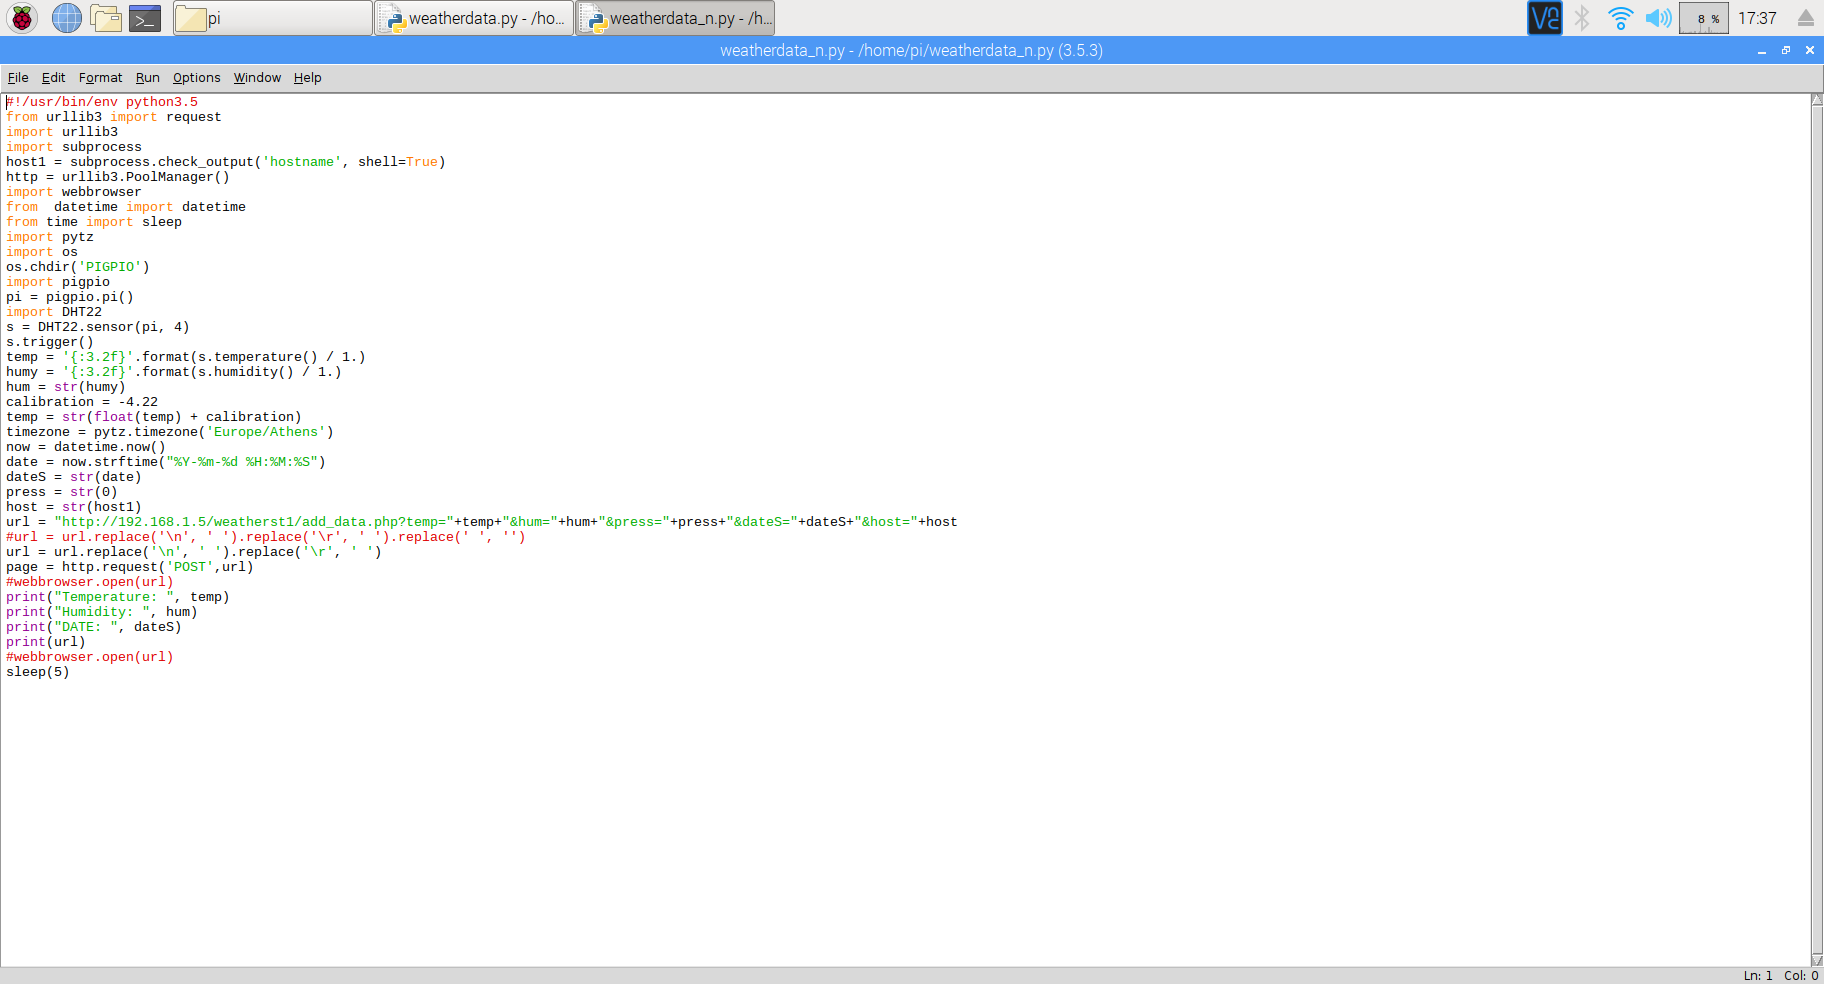 pi
weatherdata.py - /ho...
weatherdata_n.py - /h...
8 %
17:37
weatherdata_n.py - /home/pi/weatherdata_n.py (3.5.3)
File Edit Format Run Options Window Help
#!/usr/bin/env python3.5
from urllib3 import request
import urllib3
import subprocess
host1 = subprocess.check_output('hostname', shell=True)
http = urllib3.PoolManager()
import webbrowser
from  datetime import datetime
from time import sleep
import pytz
import os
os.chdir('PIGPIO')
import pigpio
pi = pigpio.pi()
import DHT22
s = DHT22.sensor(pi, 4)
s.trigger()
temp = '{:3.2f}'.format(s.temperature() / 1.)
humy = '{:3.2f}'.format(s.humidity() / 1.)
hum = str(humy)
calibration = -4.22
temp = str(float(temp) + calibration)
timezone = pytz.timezone('Europe/Athens')
now = datetime.now()
date = now.strftime("%Y-%m-%d %H:%M:%S")
dateS = str(date)
press = str(0)
host = str(host1)
url = "http://192.168.1.5/weatherst1/add_data.php?temp="+temp+"&hum="+hum+"&press="+press+"&dateS="+dateS+"&host="+host
#url = url.replace('\n', ' ').replace('\r', ' ').replace(' ', '')
url = url.replace('\n', ' ').replace('\r', ' ')
page = http.request('POST',url)
#webbrowser.open(url)
print("Temperature: ", temp)
print("Humidity: ", hum)
print("DATE: ", dateS)
print(url)
#webbrowser.open(url)
sleep(5)
Ln: 1 Col: 0